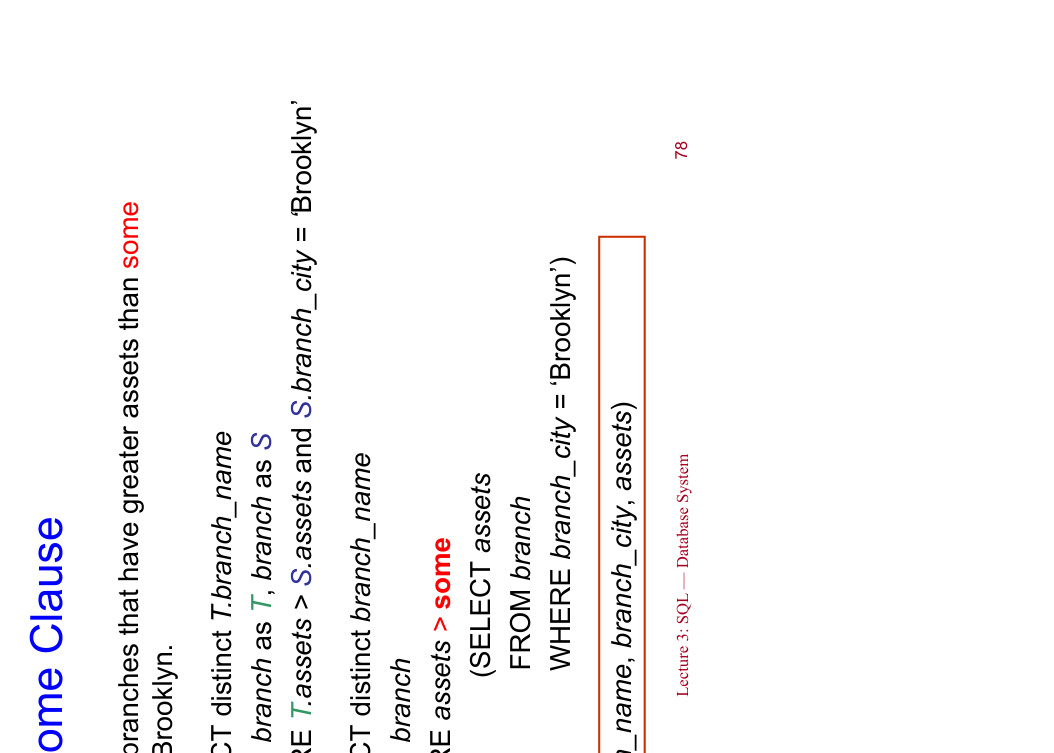 ome Clause
branches that have greater assets than some
Brooklyn.
CT distinct T.branch_name
branch as T, branch as S
RE T.assets > S.assets and S.branch_city = ‘Brooklyn’
CT distinct branch_name
branch
RE assets > some
(SELECT assets
FROM branch
WHERE branch_city = ‘Brooklyn’)
h_name, branch_city, assets)
Lecture 3: SQL — Database System
78